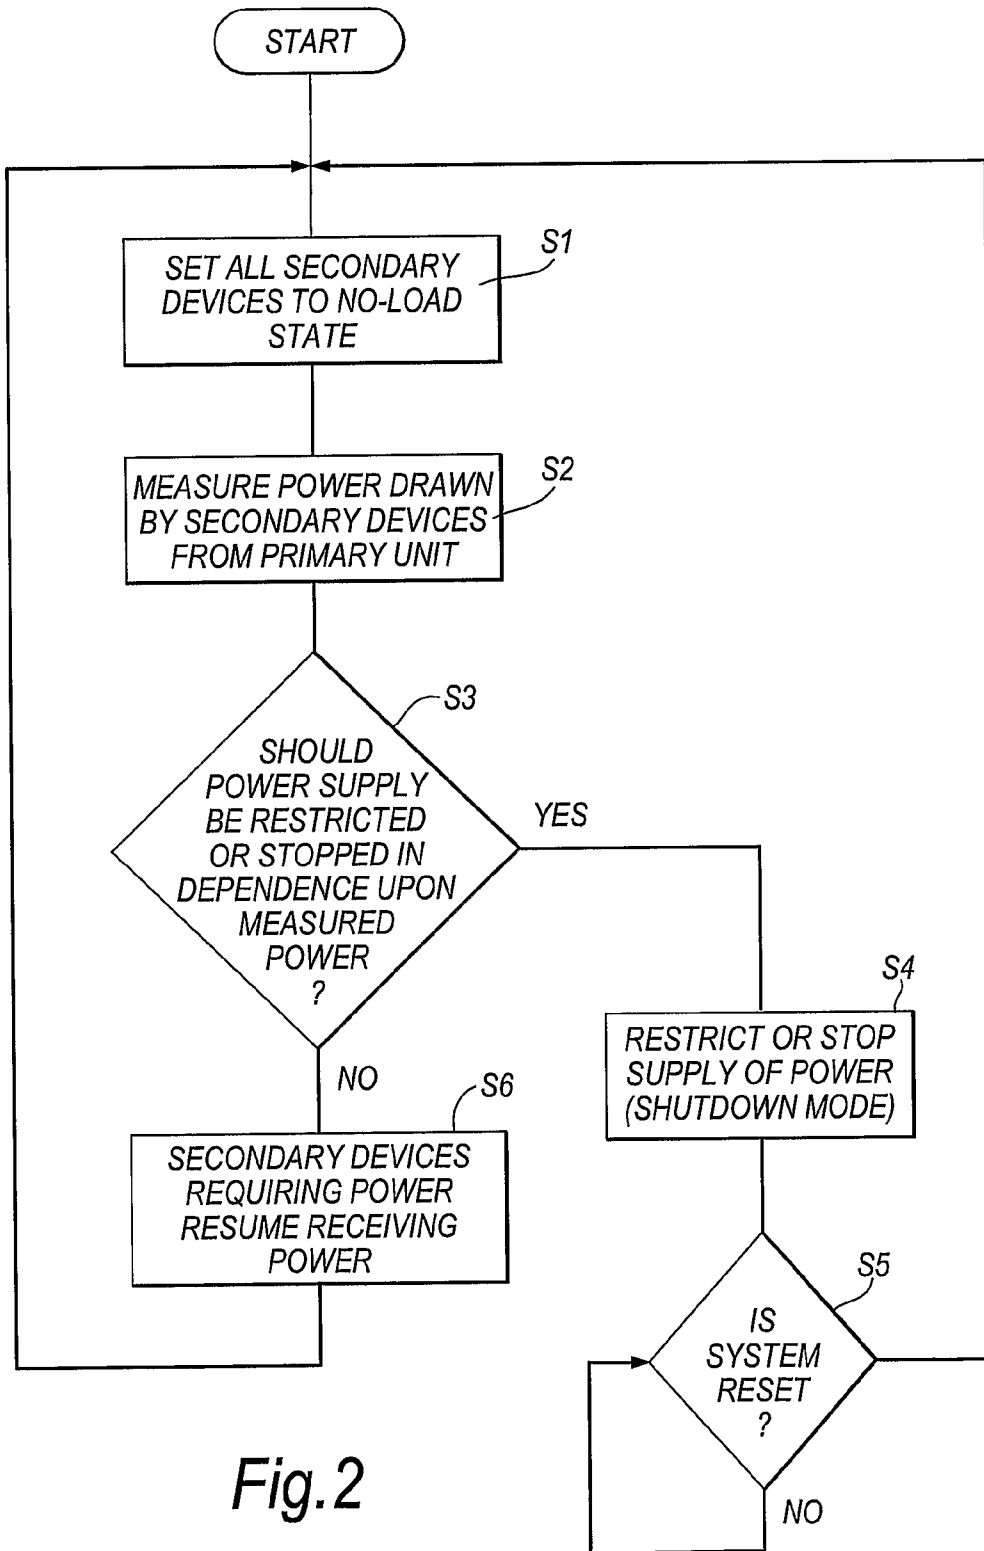 START
S1
SET ALL SECONDARY
DEVICES TO NO-LOAD
STATE
S2
MEASURE POWER DRAWN
BY SECONDARY DEVICES
FROM PRIMARY UNIT
S3
SHOULD
POWER SUPPLY
BE RESTRICTED
OR STOPPED IN
DEPENDENCE UPON
MEASURED
POWER
?
YES
NO
S4
RESTRICT OR STOP
SUPPLY OF POWER
(SHUTDOWN MODE)
S6
SECONDARY DEVICES
REQUIRING POWER
RESUME RECEIVING
POWER
S5
IS
SYSTEM
RESET
?
NO
Fig.2